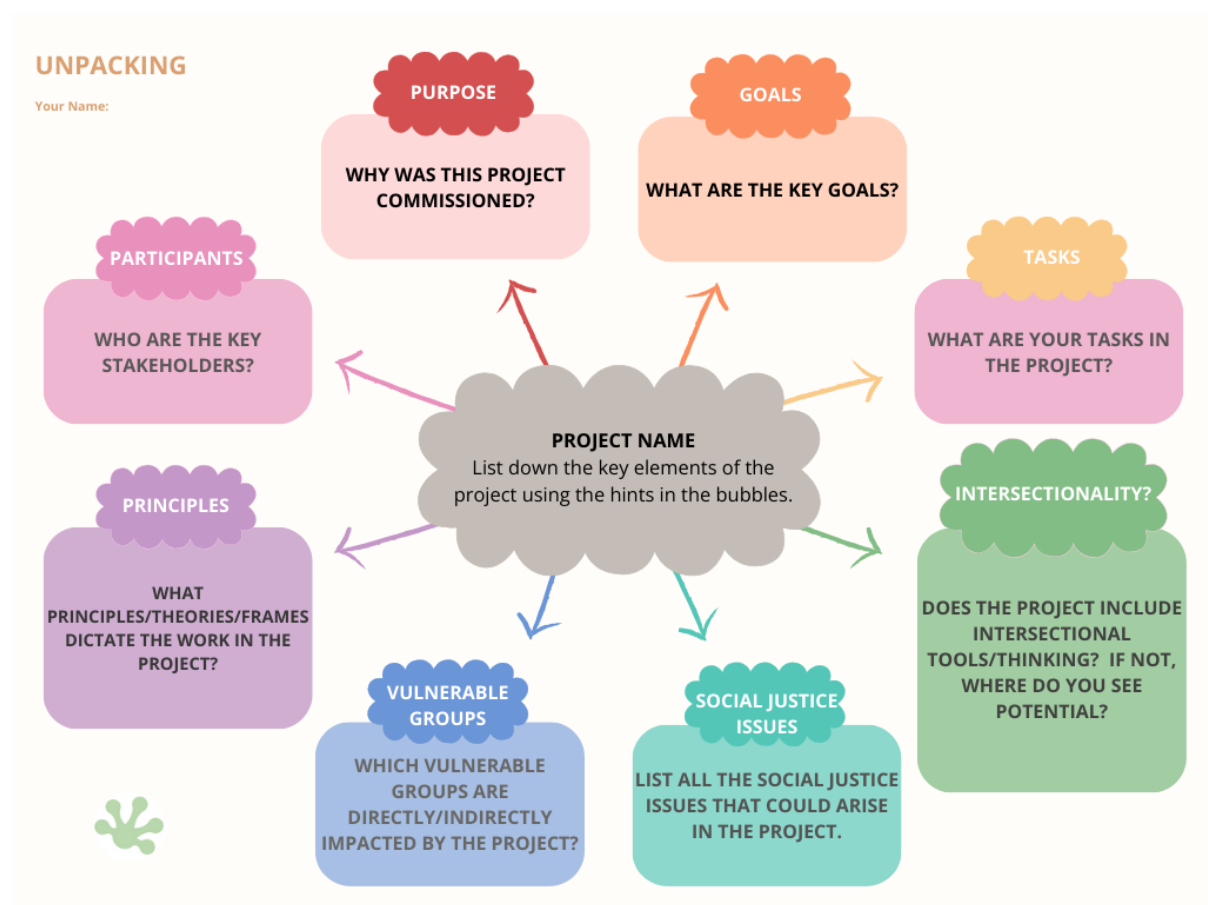 UNPACKING
Your Name:
PURPOSE
WHY WAS THIS PROJECT
COMMISSIONED?
GOALS
WHAT ARE THE KEY GOALS?
PARTICIPANTS
WHO ARE THE KEY
STAKEHOLDERS?
TASKS
WHAT ARE YOUR TASKS IN
THE PROJECT?
PROJECT NAME
List down the key elements of the
project using the hints in the bubbles.
PRINCIPLES
WHAT
PRINCIPLES/THEORIES/FRAMES
DICTATE THE WORK IN THE
PROJECT?
INTERSECTIONALITY?
DOES THE PROJECT INCLUDE
INTERSECTIONAL
TOOLS/THINKING? IF NOT,
WHERE DO YOU SEE
POTENTIAL?
VULNERABLE
GROUPS
WHICH VULNERABLE
GROUPS ARE
DIRECTLY/INDIRECTLY
IMPACTED BY THE PROJECT?
SOCIAL JUSTICE
ISSUES
LIST ALL THE SOCIAL JUSTICE
ISSUES THAT COULD ARISE
IN THE PROJECT.